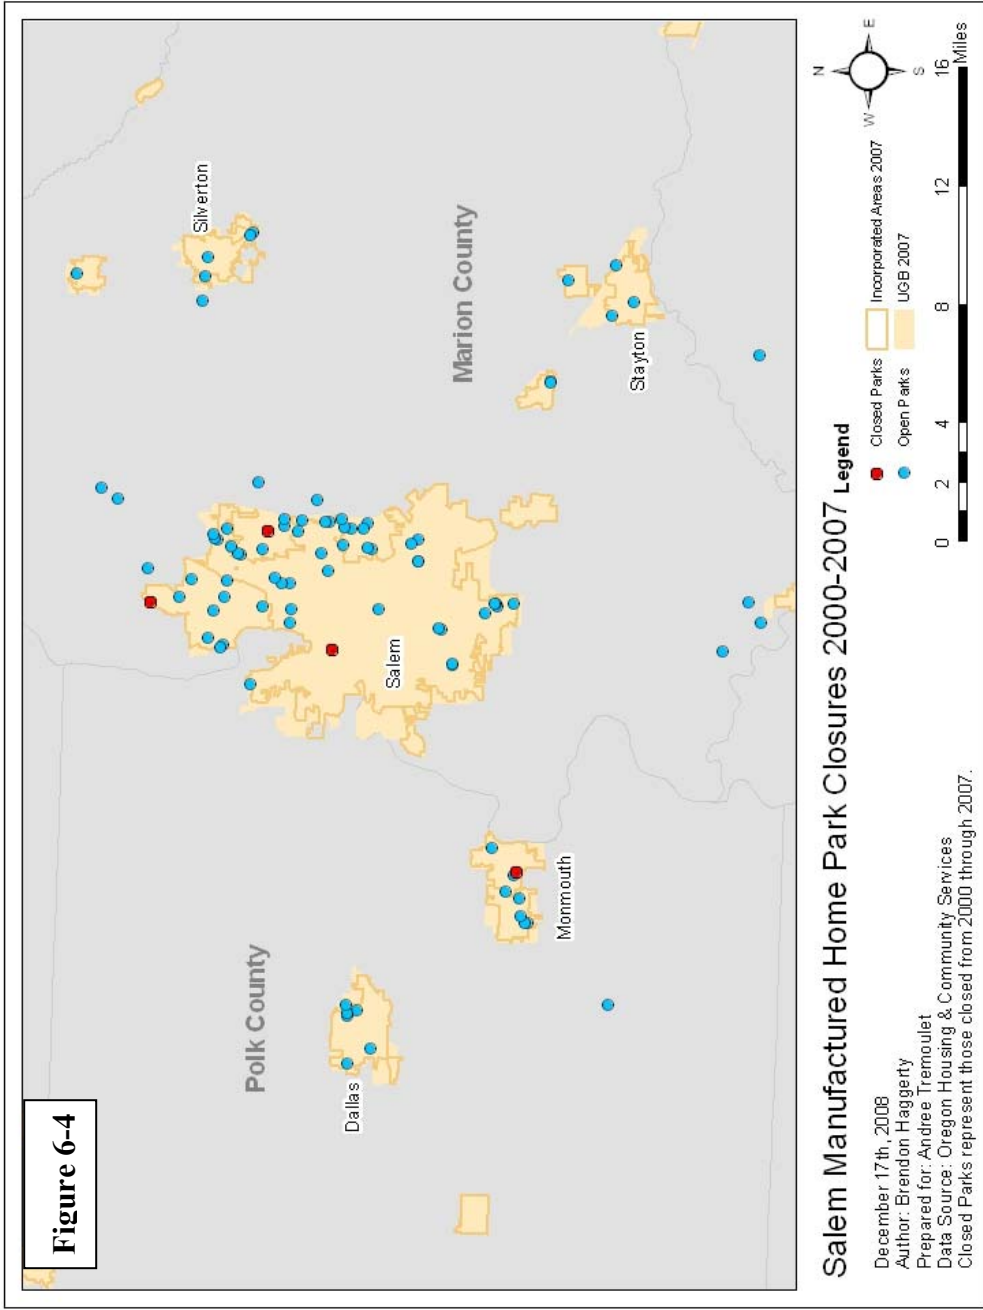 Figure 6-4
Polk County
Dallas
Monmouth
Salem
Silverton
Marion County
Stayton
Salem Manufactured Home Park Closures 2000-2007
December 17th, 2008
Author: Brendon Haggerty
Prepared for: Andree Tremoulet
Data Source: Oregon Housing & Community Services
Closed Parks represent those closed from 2000 through 2007.
Legend
Closed Parks
Open Parks
Incorporated Areas 2007
UGB 2007
N
E
S
W
0 2 4 8 12 16
Miles